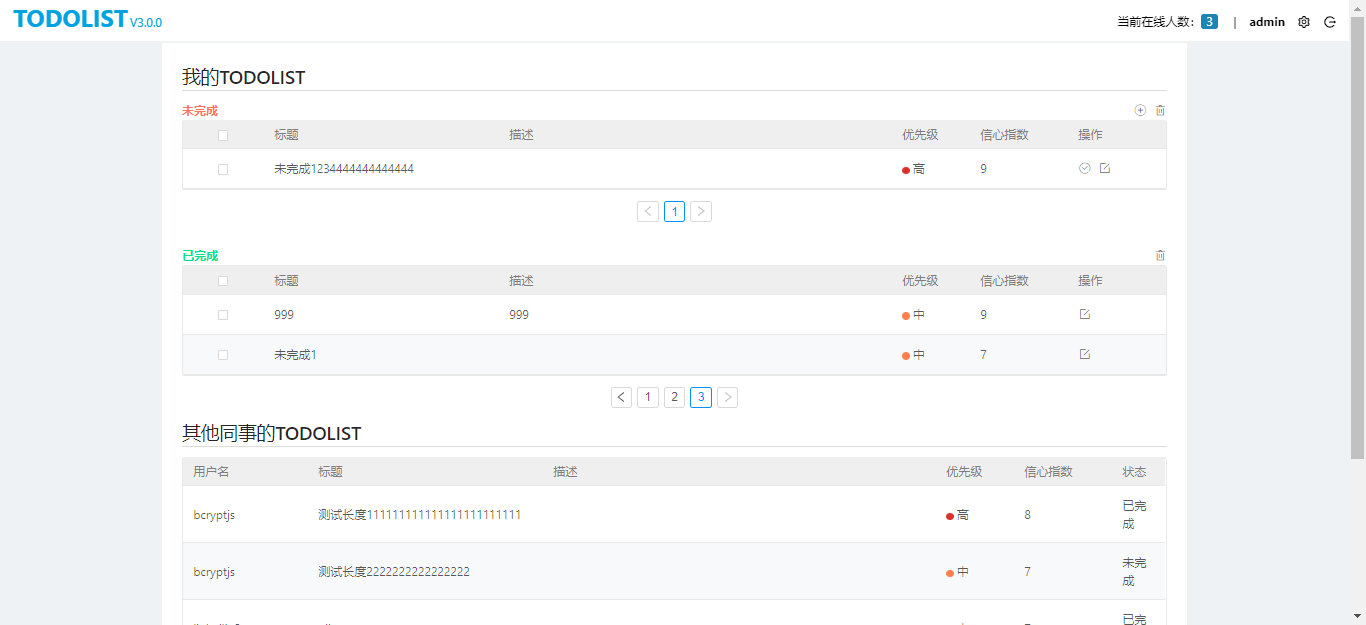 TODOLIST V3.0.0
当前在线人数: 3 | admin
我的TODOLIST
未完成
标题 描述 优先级 信心指数 操作
未完成1234444444444444 高 9
1
已完成
标题 描述 优先级 信心指数 操作
999 999 中 9
未完成1 中 7
1 2 3
其他同事的TODOLIST
用户名 标题 描述 优先级 信心指数 状态
bcryptjs 测试长度111111111111111111111111 高 8 已完
成
bcryptjs 测试长度2222222222222222 中 7 未完
成
已完